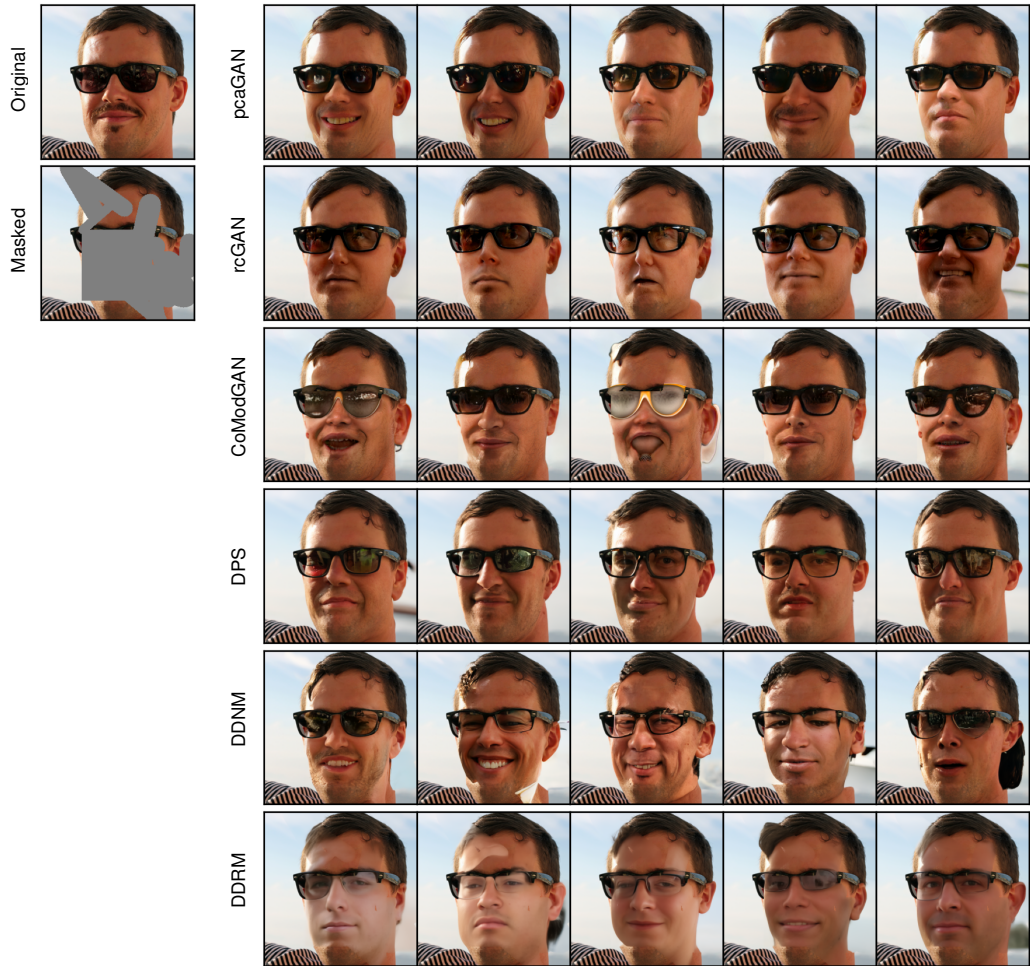 Original
pcaGAN
Masked
rcGAN
CoModGAN
DPS
DDNM
DDRM